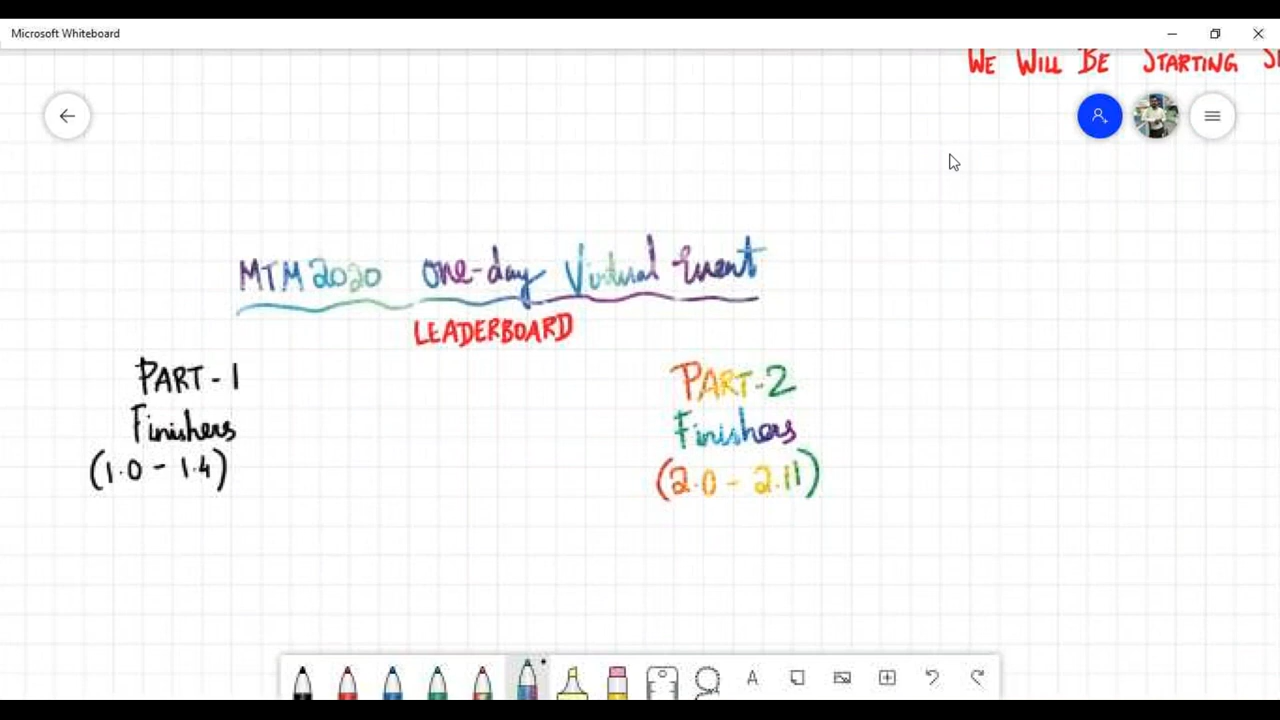 Microsoft Whiteboard
WE WILL BE STARTING
MTM 2020 One-day Virtual Event
LEADERBOARD
PART-1
Finishers
(1.0 - 1.4)
PART-2
Finishers
(2.0 - 2.11)